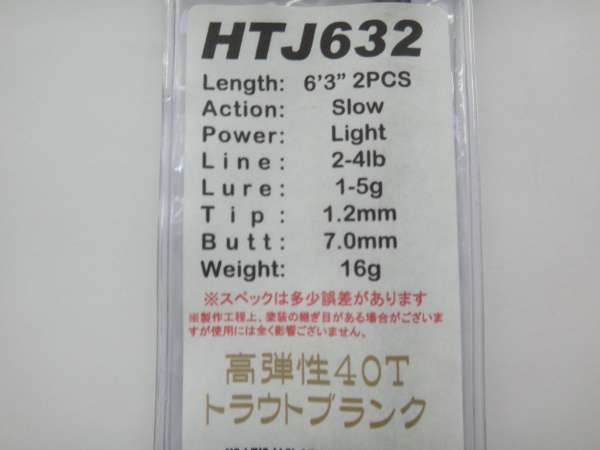 HTJ632
Length: 6'3" 2PCS
Action: Slow
Power: Light
Line: 2-4lb
Lure: 1-5g
Tip: 1.2mm
Butt: 7.0mm
Weight: 16g
※スペックは多少誤差があります
※製作工程上、塗装の継ぎ目がある場合がございま
すが使用には全く影響ございません。
高弾性40T
トラウトブランク